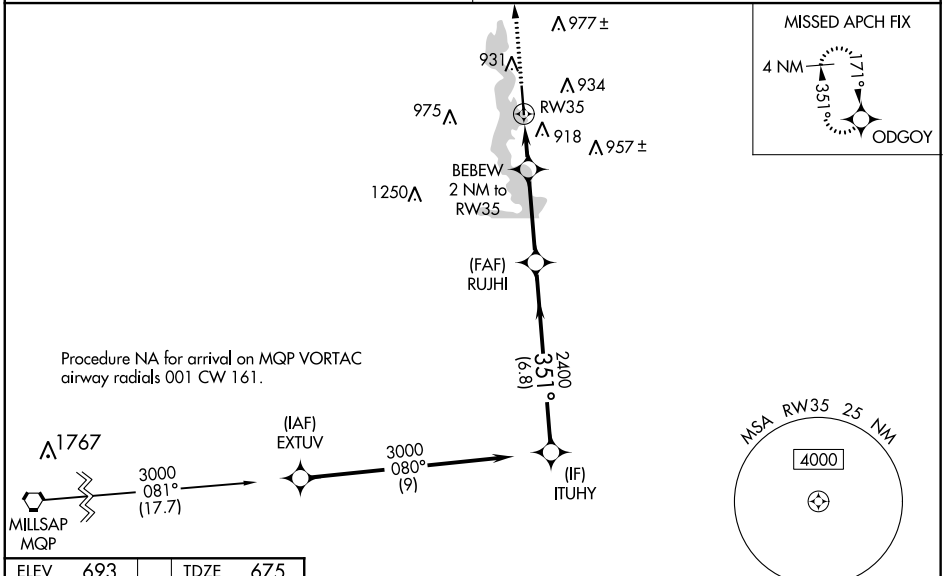 977 ±
931
934
975
RW35
918
957 ±
BEBEW
2 NM to
RW35
1250
(FAF)
RUJHI
MISSED APCH FIX
4 NM
171°
351°
ODGOY
Procedure NA for arrival on MQP VORTAC
airway radials 001 CW 161.
2400
351°
(6.8)
1767
(IAF)
EXTUV
3000
080°
(9)
(IF)
ITUHY
3000
081°
(17.7)
MILLSAP
MQP
MSA RW35 25 NM
4000
ELEV 693
TDZE 675